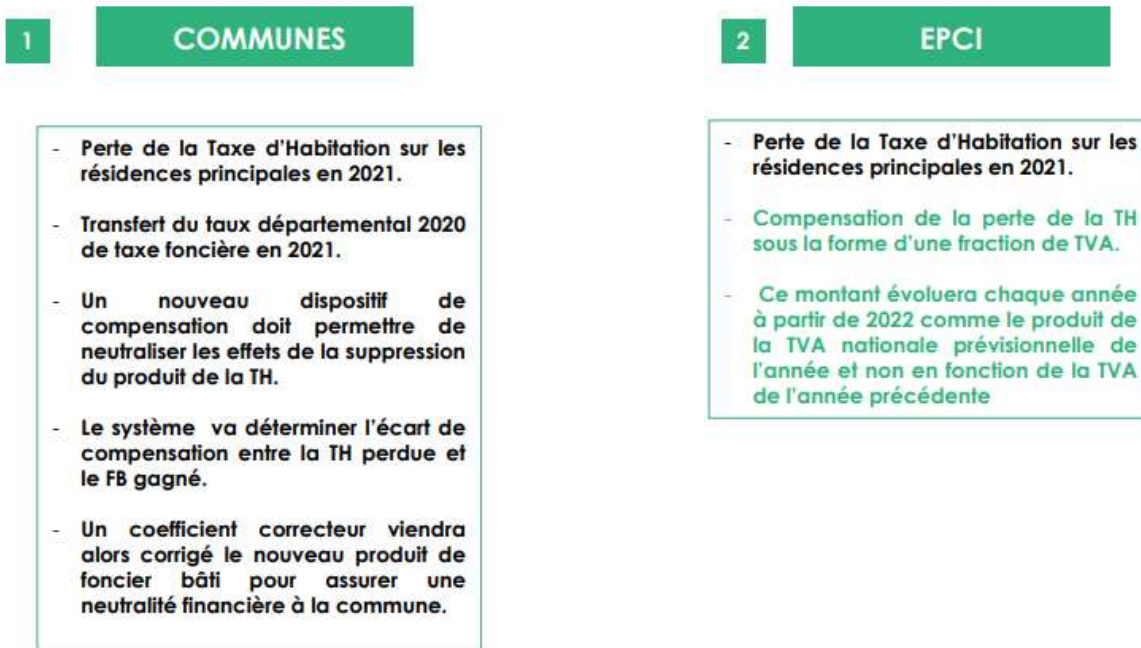 1
COMMUNES
- Perte de la Taxe d'Habitation sur les
résidences principales en 2021.
- Transfert du taux départemental 2020
de taxe foncière en 2021.
- Un nouveau dispositif de
compensation doit permettre de
neutraliser les effets de la suppression
du produit de la TH.
- Le système va déterminer l'écart de
compensation entre la TH perdue et
le FB gagné.
- Un coefficient correcteur viendra
alors corrigé le nouveau produit de
foncier bâti pour assurer une
neutralité financière à la commune.
2
EPCI
- Perte de la Taxe d'Habitation sur les
résidences principales en 2021.
- Compensation de la perte de la TH
sous la forme d'une fraction de TVA.
- Ce montant évoluera chaque année
à partir de 2022 comme le produit de
la TVA nationale prévisionnelle de
l'année et non en fonction de la TVA
de l'année précédente